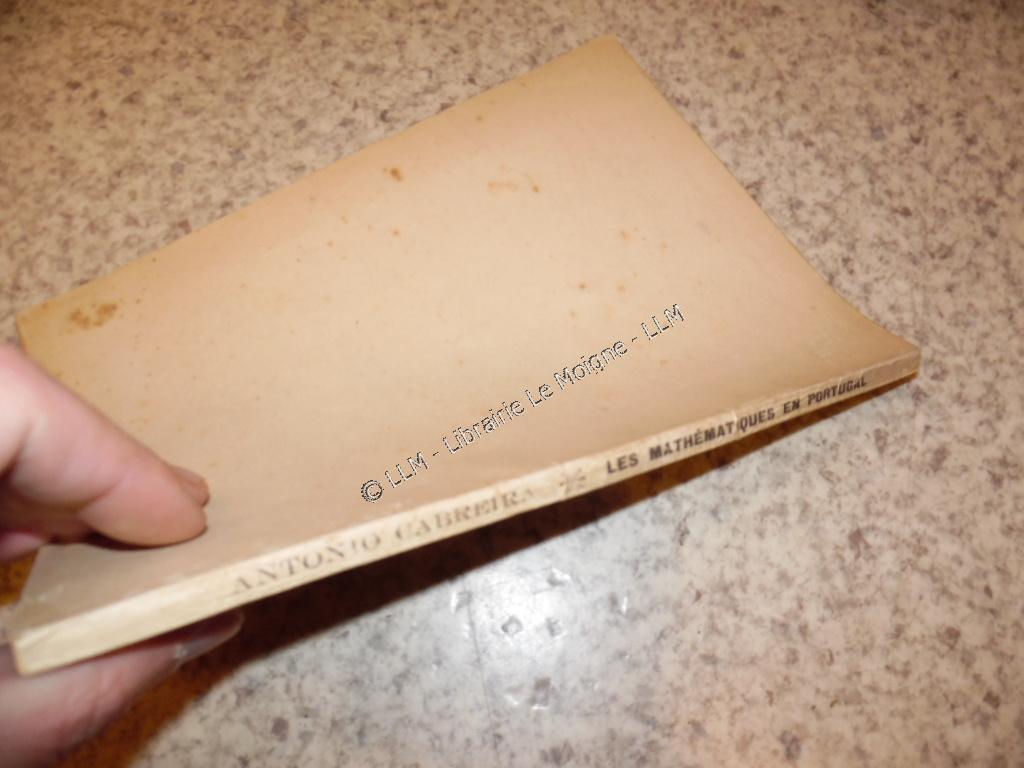 © LLM - Librairie Le Moigne - LLM
ANTONIO CABREIRA * LES MATHÉMATIQUES EN PORTUGAL